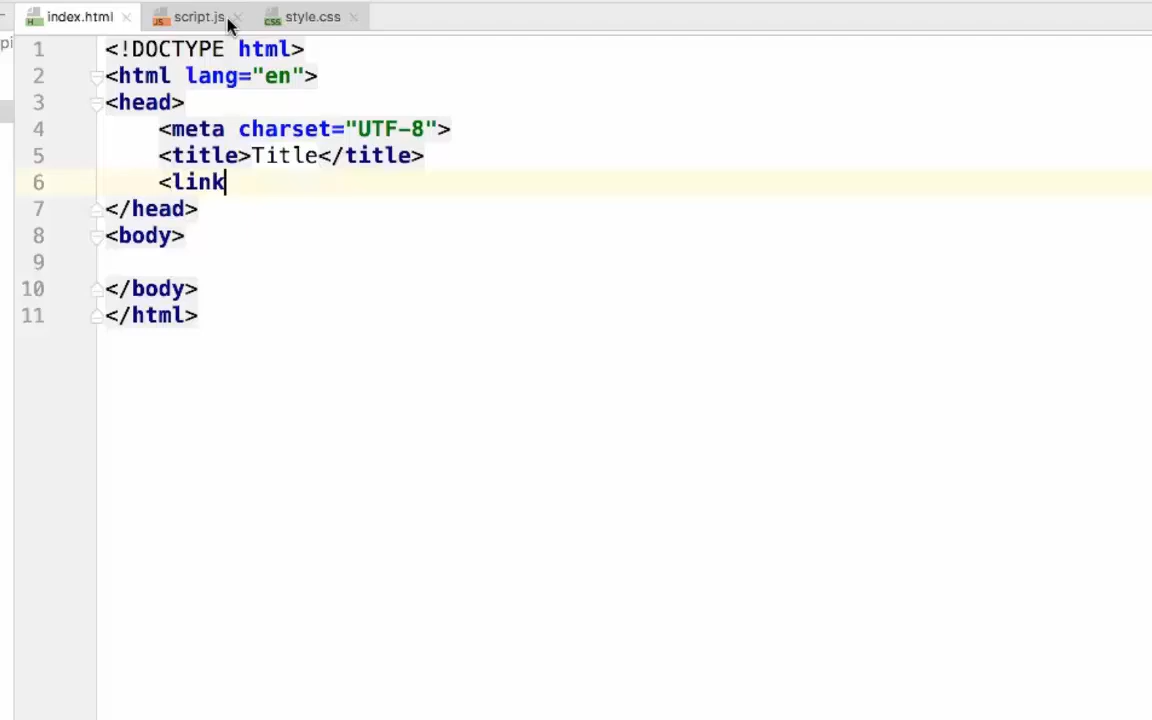 index.html script.js style.css
pi
1 <!DOCTYPE html>
2 <html lang="en">
3 <head>
4 <meta charset="UTF-8">
5 <title>Title</title>
6 <link
7 </head>
8 <body>
9
10 </body>
11 </html>